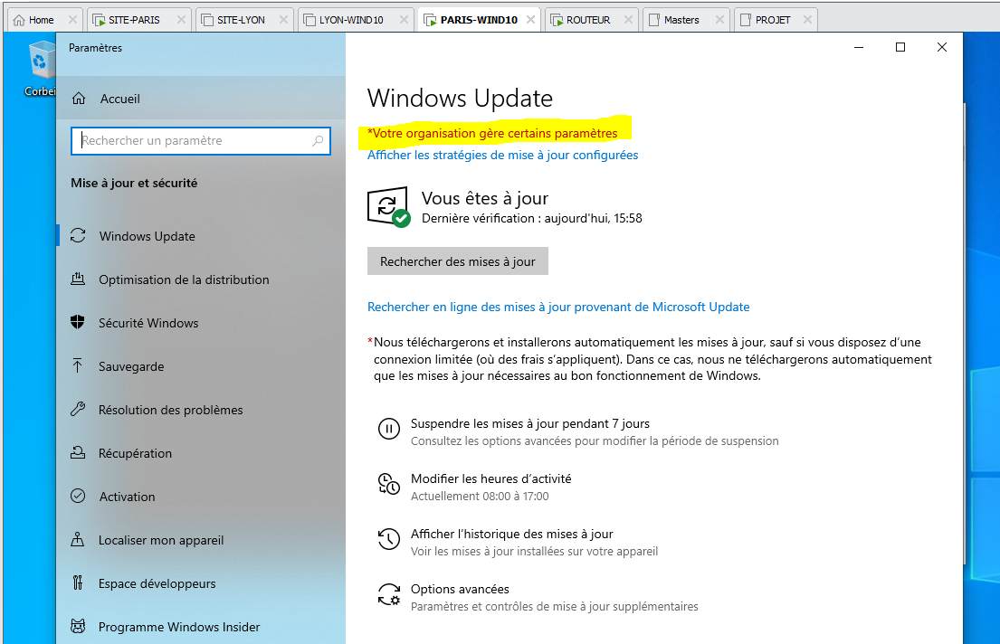 Home
SITE-PARIS
SITE-LYON
LYON-WIND10
PARIS-WIND10
ROUTEUR
Masters
PROJET
Corbei
Paramètres
Accueil
Rechercher un paramètre
Mise à jour et sécurité
Windows Update
Optimisation de la distribution
Sécurité Windows
Sauvegarde
Résolution des problèmes
Récupération
Activation
Localiser mon appareil
Espace développeurs
Programme Windows Insider
Windows Update
*Votre organisation gère certains paramètres
Afficher les stratégies de mise à jour configurées
Vous êtes à jour
Dernière vérification : aujourd'hui, 15:58
Rechercher des mises à jour
Rechercher en ligne des mises à jour provenant de Microsoft Update
*Nous téléchargerons et installerons automatiquement les mises à jour, sauf si vous disposez d’une
connexion limitée (où des frais s’appliquent). Dans ce cas, nous ne téléchargerons automatiquement
que les mises à jour nécessaires au bon fonctionnement de Windows.
Suspendre les mises à jour pendant 7 jours
Consultez les options avancées pour modifier la période de suspension
Modifier les heures d’activité
Actuellement 08:00 à 17:00
Afficher l’historique des mises à jour
Voir les mises à jour installées sur votre appareil
Options avancées
Paramètres et contrôles de mise à jour supplémentaires